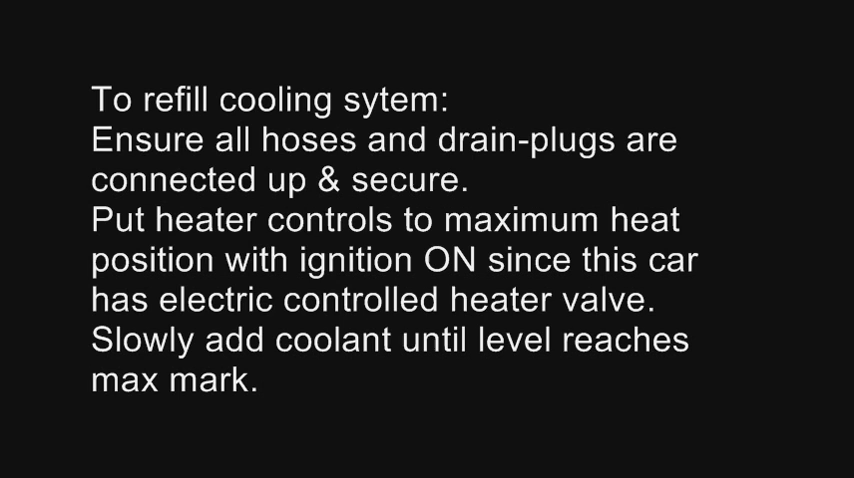 To refill cooling sytem:
Ensure all hoses and drain-plugs are
connected up & secure.
Put heater controls to maximum heat
position with ignition ON since this car
has electric controlled heater valve.
Slowly add coolant until level reaches
max mark.